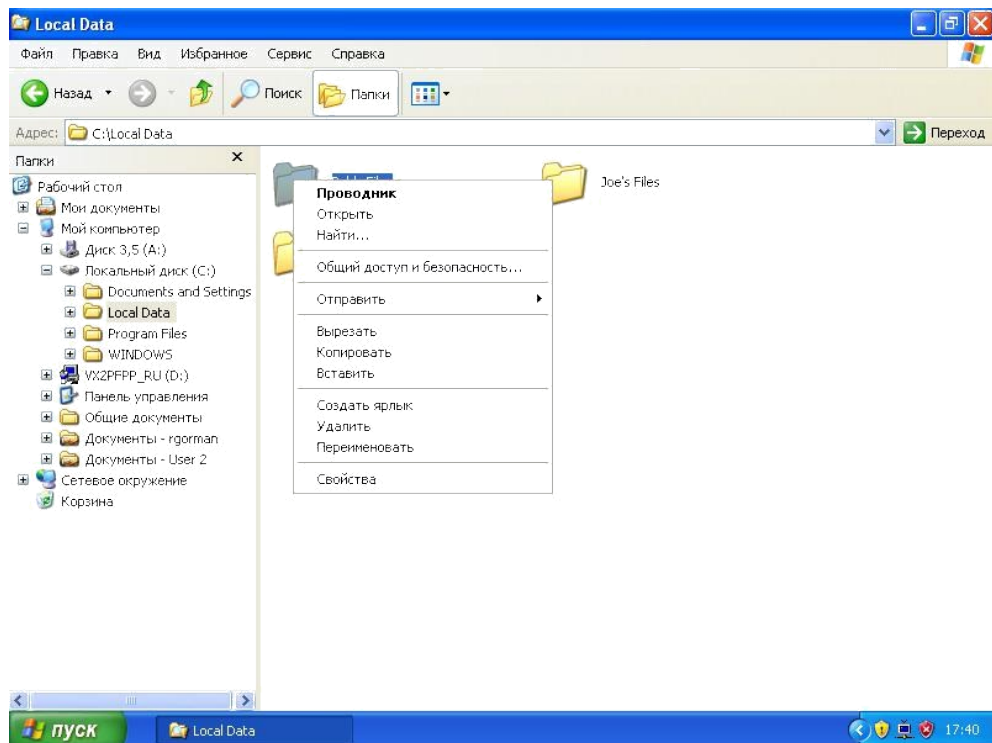 Local Data
Файл Правка Вид Избранное Сервис Справка
Назад Поиск Папки
Адрес: C:\Local Data Переход
Папки
Рабочий стол
Мои документы
Мой компьютер
Диск 3,5 (A:)
Локальный диск (C:)
Documents and Settings
Local Data
Program Files
WINDOWS
VX2PFPP_RU (D:)
Панель управления
Общие документы
Документы - rgorman
Документы - User 2
Сетевое окружение
Корзина
Joe's Files
Проводник
Открыть
Найти...
Общий доступ и безопасность...
Отправить
Вырезать
Копировать
Вставить
Создать ярлык
Удалить
Переименовать
Свойства
пуск Local Data 17:40